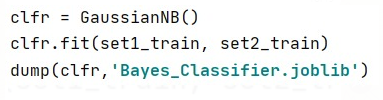 clfr = GaussianNB()
clfr.fit(set1_train, set2_train)
dump(clfr,'Bayes_Classifier.joblib')